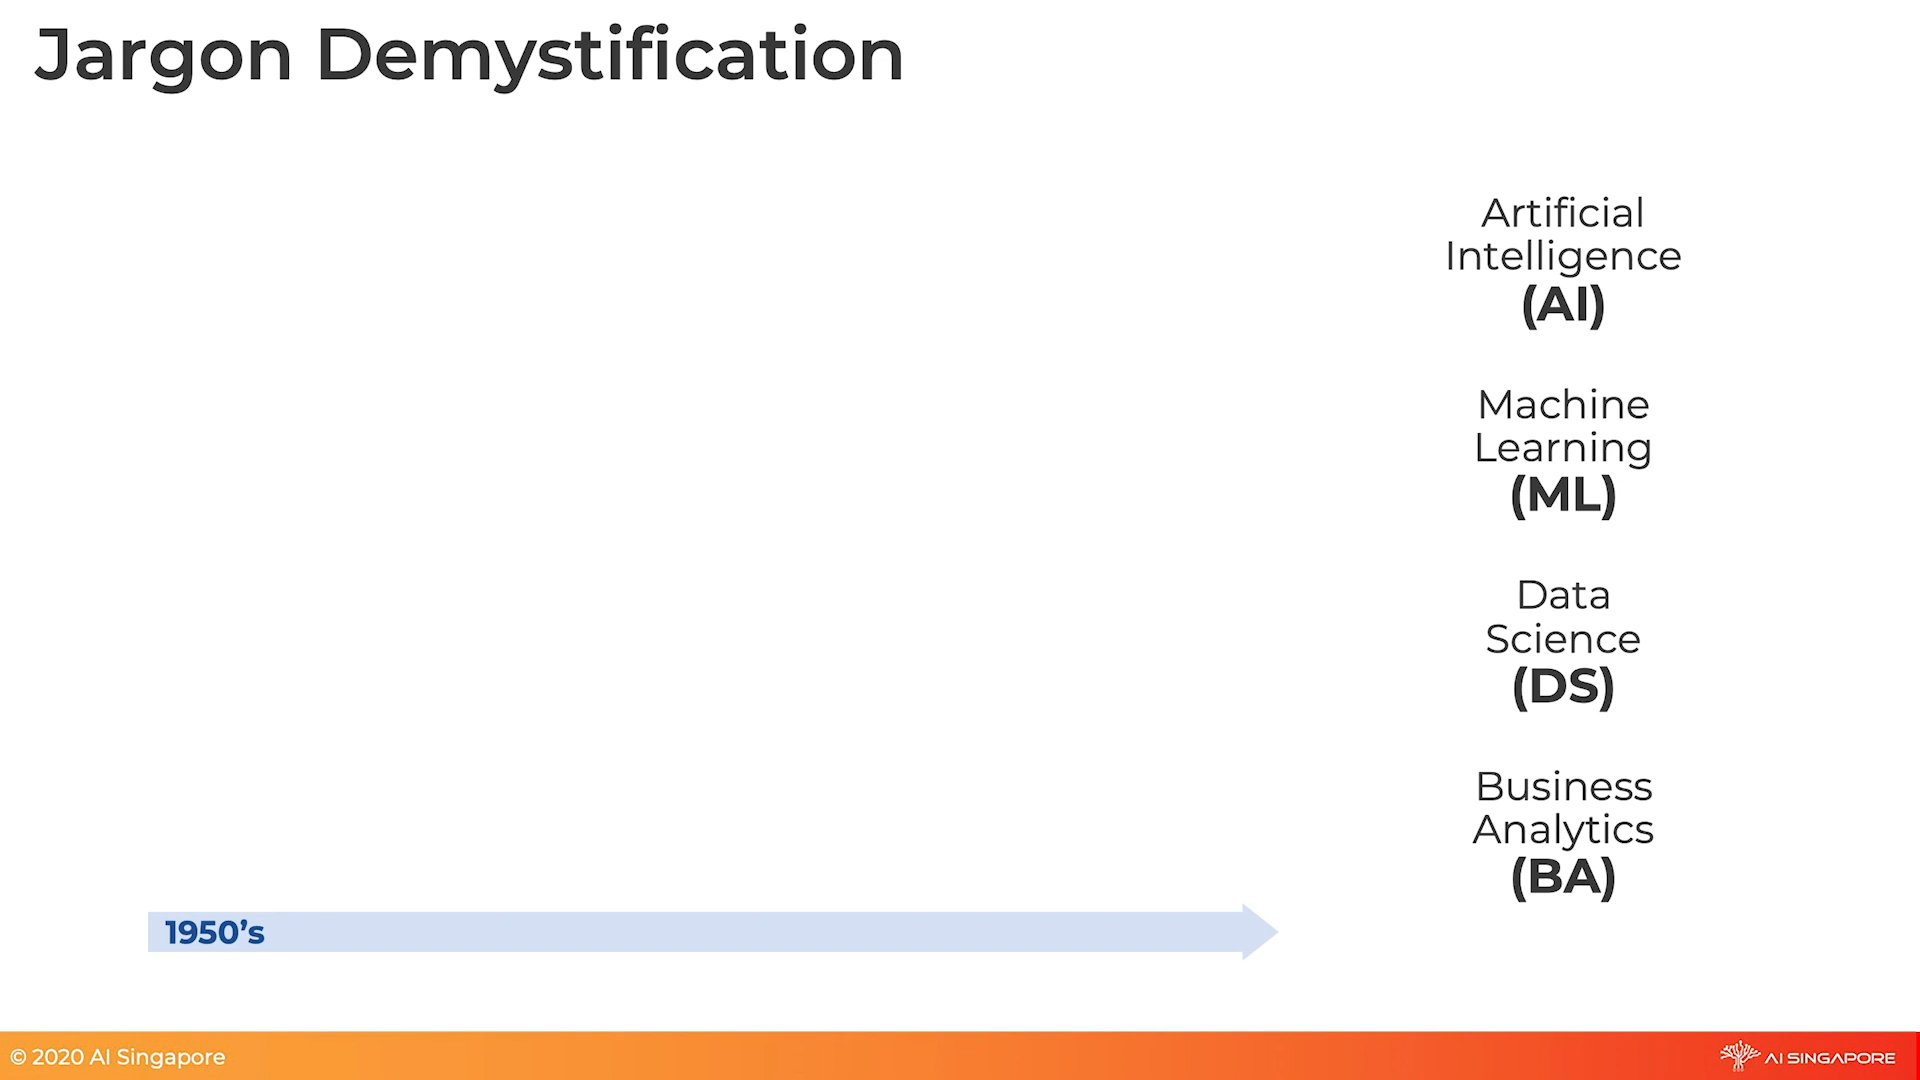 Jargon Demystification
Artificial
Intelligence
(AI)
Machine
Learning
(ML)
Data
Science
(DS)
Business
Analytics
(BA)
1950’s
© 2020 AI Singapore
AI SINGAPORE